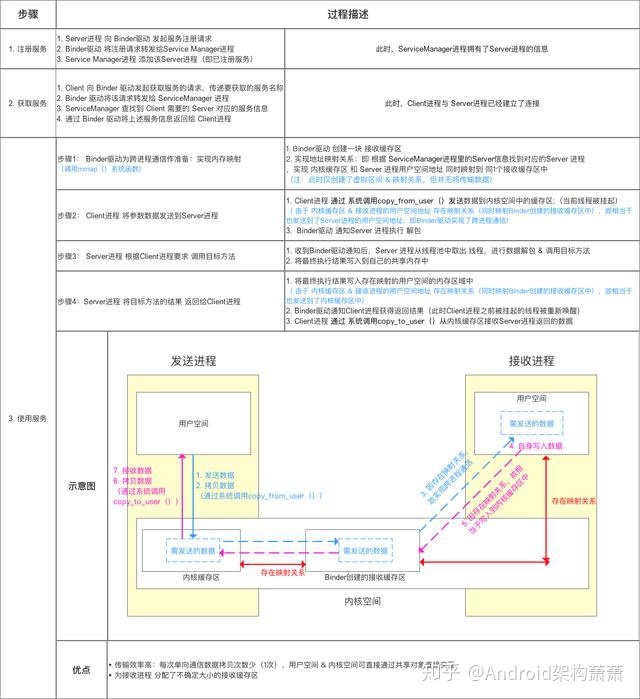 步骤
过程描述
1. 注册服务
1. Server进程 向 Binder驱动 发起服务注册请求
2. Binder驱动 将注册请求转发给Service Manager进程
3. Service Manager进程 添加该Server进程（即已注册服务）
此时，ServiceManager进程拥有了Server进程的信息
2. 获取服务
1. Client 向 Binder 驱动发起获取服务的请求，传递要获取的服务名称
2. Binder 驱动将该请求转发给 ServiceManager 进程
3. ServiceManager 查找到 Client 需要的 Server 对应的服务信息
4. 通过 Binder 驱动将上述服务信息返回给 Client进程
此时，Client进程与 Server进程已经建立了连接
3. 使用服务
步骤1： Binder驱动为跨进程通信作准备：实现内存映射
（调用mmap（）系统函数）
1. Binder驱动 创建一块 接收缓存区
2. 实现地址映射关系：即 根据 ServiceManager进程里的Server信息找到对应的Server 进程
，实现 内核缓存区 和 Server 进程用户空间地址 同时映射到 同1个接收缓存区中
（注：此时仅创建了虚拟区间 & 映射关系，但并无将传输数据）
步骤2： Client进程 将参数数据发送到Server进程
1. Client进程 通过 系统调用copy_from_user（）发送数据到内核空间中的缓存区；（当前线程被挂起）
（ 由于 内核缓存区 & 接收进程的用户空间地址 存在映射关系（同时映射Binder创建的接收缓存区中），故相当于
也发送到了Server进程的用户空间地址，即Binder驱动实现了跨进程通信）
3. Binder驱动 通知Server 进程执行 解包
步骤3： Server进程 根据Client进程要求 调用目标方法
1. 收到Binder驱动通知后，Server 进程从线程池中取出 线程，进行数据解包 & 调用目标方法
2. 将最终执行结果写入到自己的共享内存中
步骤4：Server进程 将目标方法的结果 返回给Client进程
1. 将最终执行结果写入存在映射的用户空间的内存区域中
（ 由于 内核缓存区 & 接收进程的用户空间地址 存在映射关系（同时映射Binder创建的接收缓存区中），故相当于
也发送到了内核缓存区中）
2. Binder驱动通知Client进程获得返回结果（此时Client进程之前被挂起的线程被重新唤醒）
3. Client进程 通过 系统调用copy_to_user（）从内核缓存区接收Server进程返回的数据
示意图
发送进程
接收进程
用户空间
用户空间
需发送的数据
4. 自身写入数据
7. 接收数据
6. 拷贝数据
（通过系统调用
copy_to_user（））
1. 发送数据
2. 拷贝数据
（通过系统调用copy_from_user（））
3. 因存在映射关系，
故实现跨进程通信
5. 因存在映射关系，故相
当于写入到内核缓存区中
存在映射关系
需发送的数据
需发送的数据
内核缓存区
存在映射关系
Binder创建的接收缓存区
内核空间
优点
• 传输效率高：每次单向通信数据拷贝次数少（1次）、用户空间 & 内核空间可直接通过共享对象直接交互
• 为接收进程 分配了不确定大小的接收缓存区
知乎 @Android架构萧萧